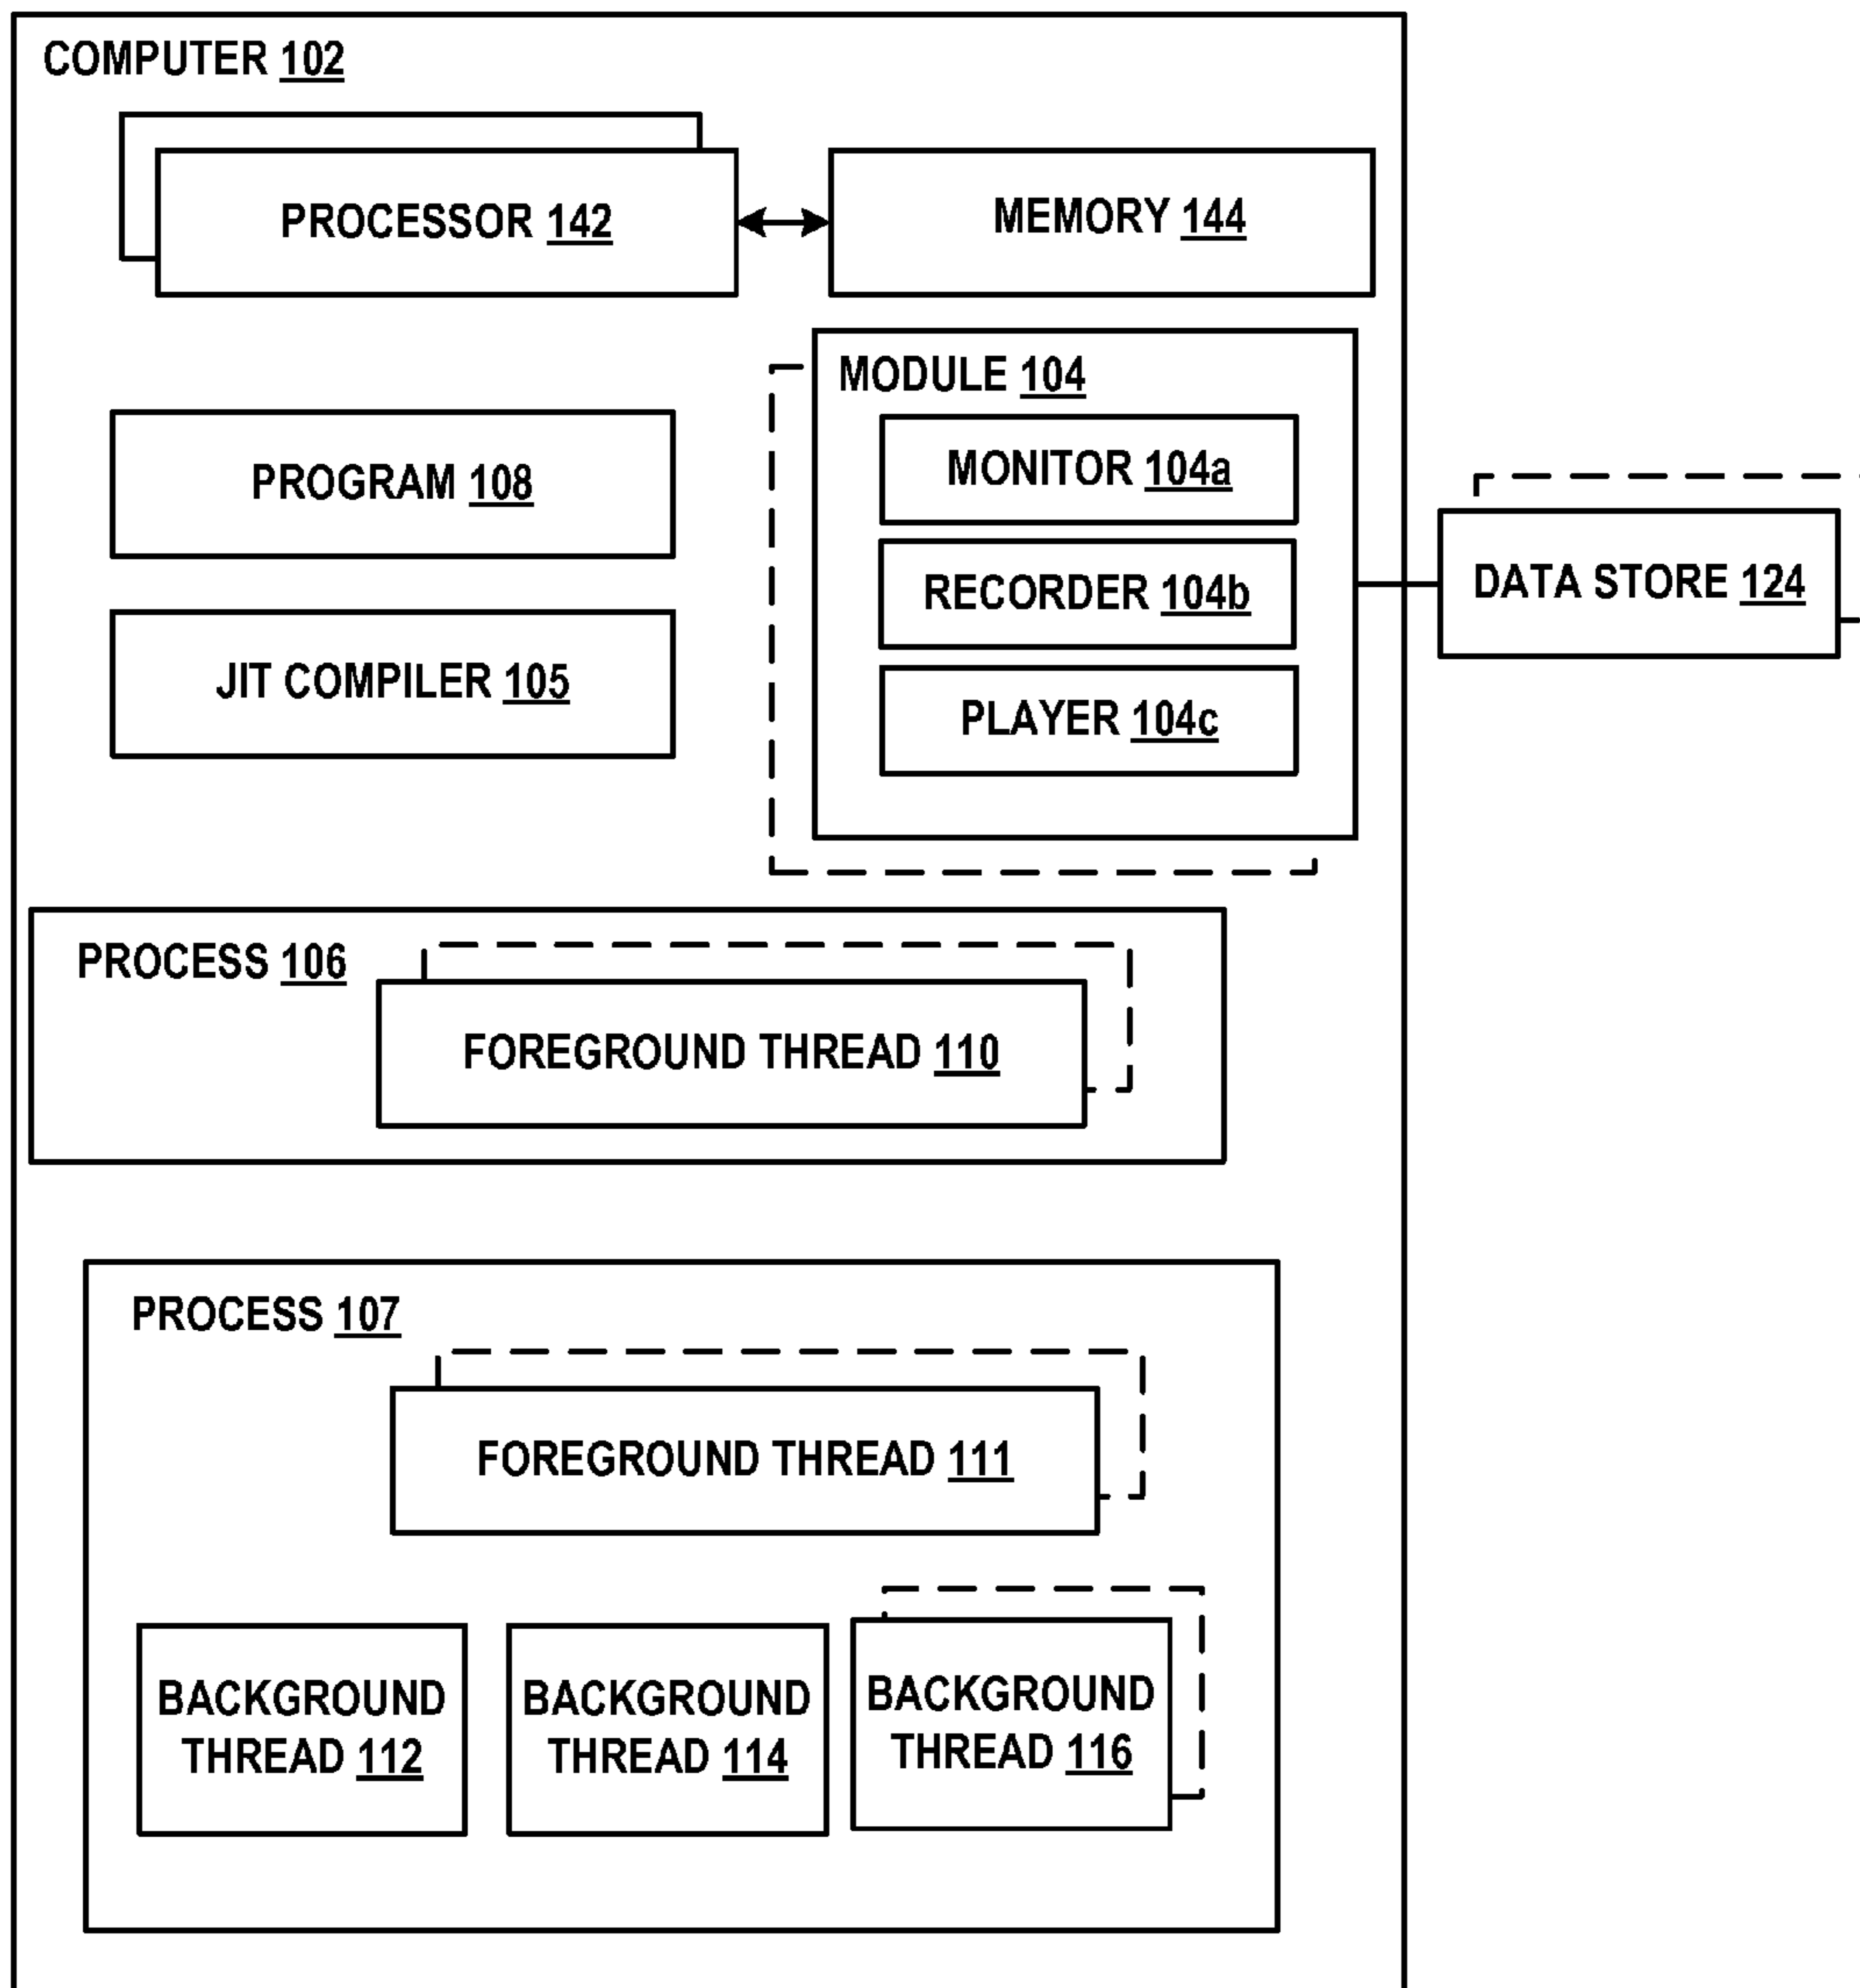 COMPUTER 102
PROCESSOR 142
MEMORY 144
MODULE 104
MONITOR 104a
RECORDER 104b
PLAYER 104c
PROGRAM 108
JIT COMPILER 105
DATA STORE 124
PROCESS 106
FOREGROUND THREAD 110
PROCESS 107
FOREGROUND THREAD 111
BACKGROUND
THREAD 112
BACKGROUND
THREAD 114
BACKGROUND
THREAD 116